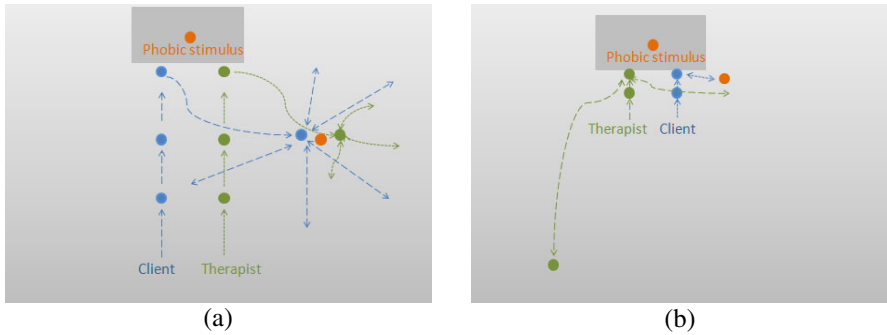 Phobic stimulus
Client Therapist
(a)
Phobic stimulus
Therapist Client
(b)